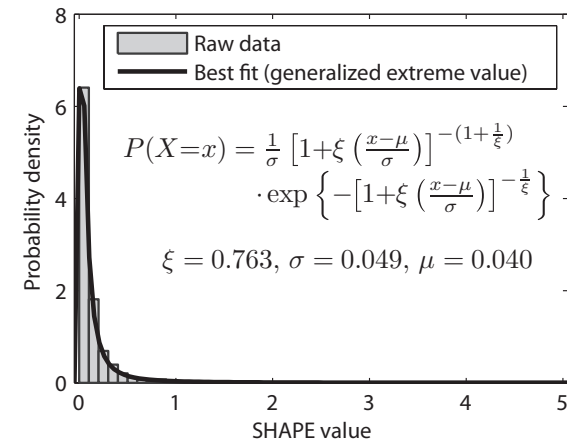 8
6
4
2
0
Probability density
Raw data
Best fit (generalized extreme value)
P(X=x) = 1/σ [1+ξ (x−μ/σ)]^−(1+1/ξ)
· exp {−[1+ξ (x−μ/σ)]^−1/ξ}
ξ = 0.763, σ = 0.049, μ = 0.040
0 1 2 3 4 5
SHAPE value